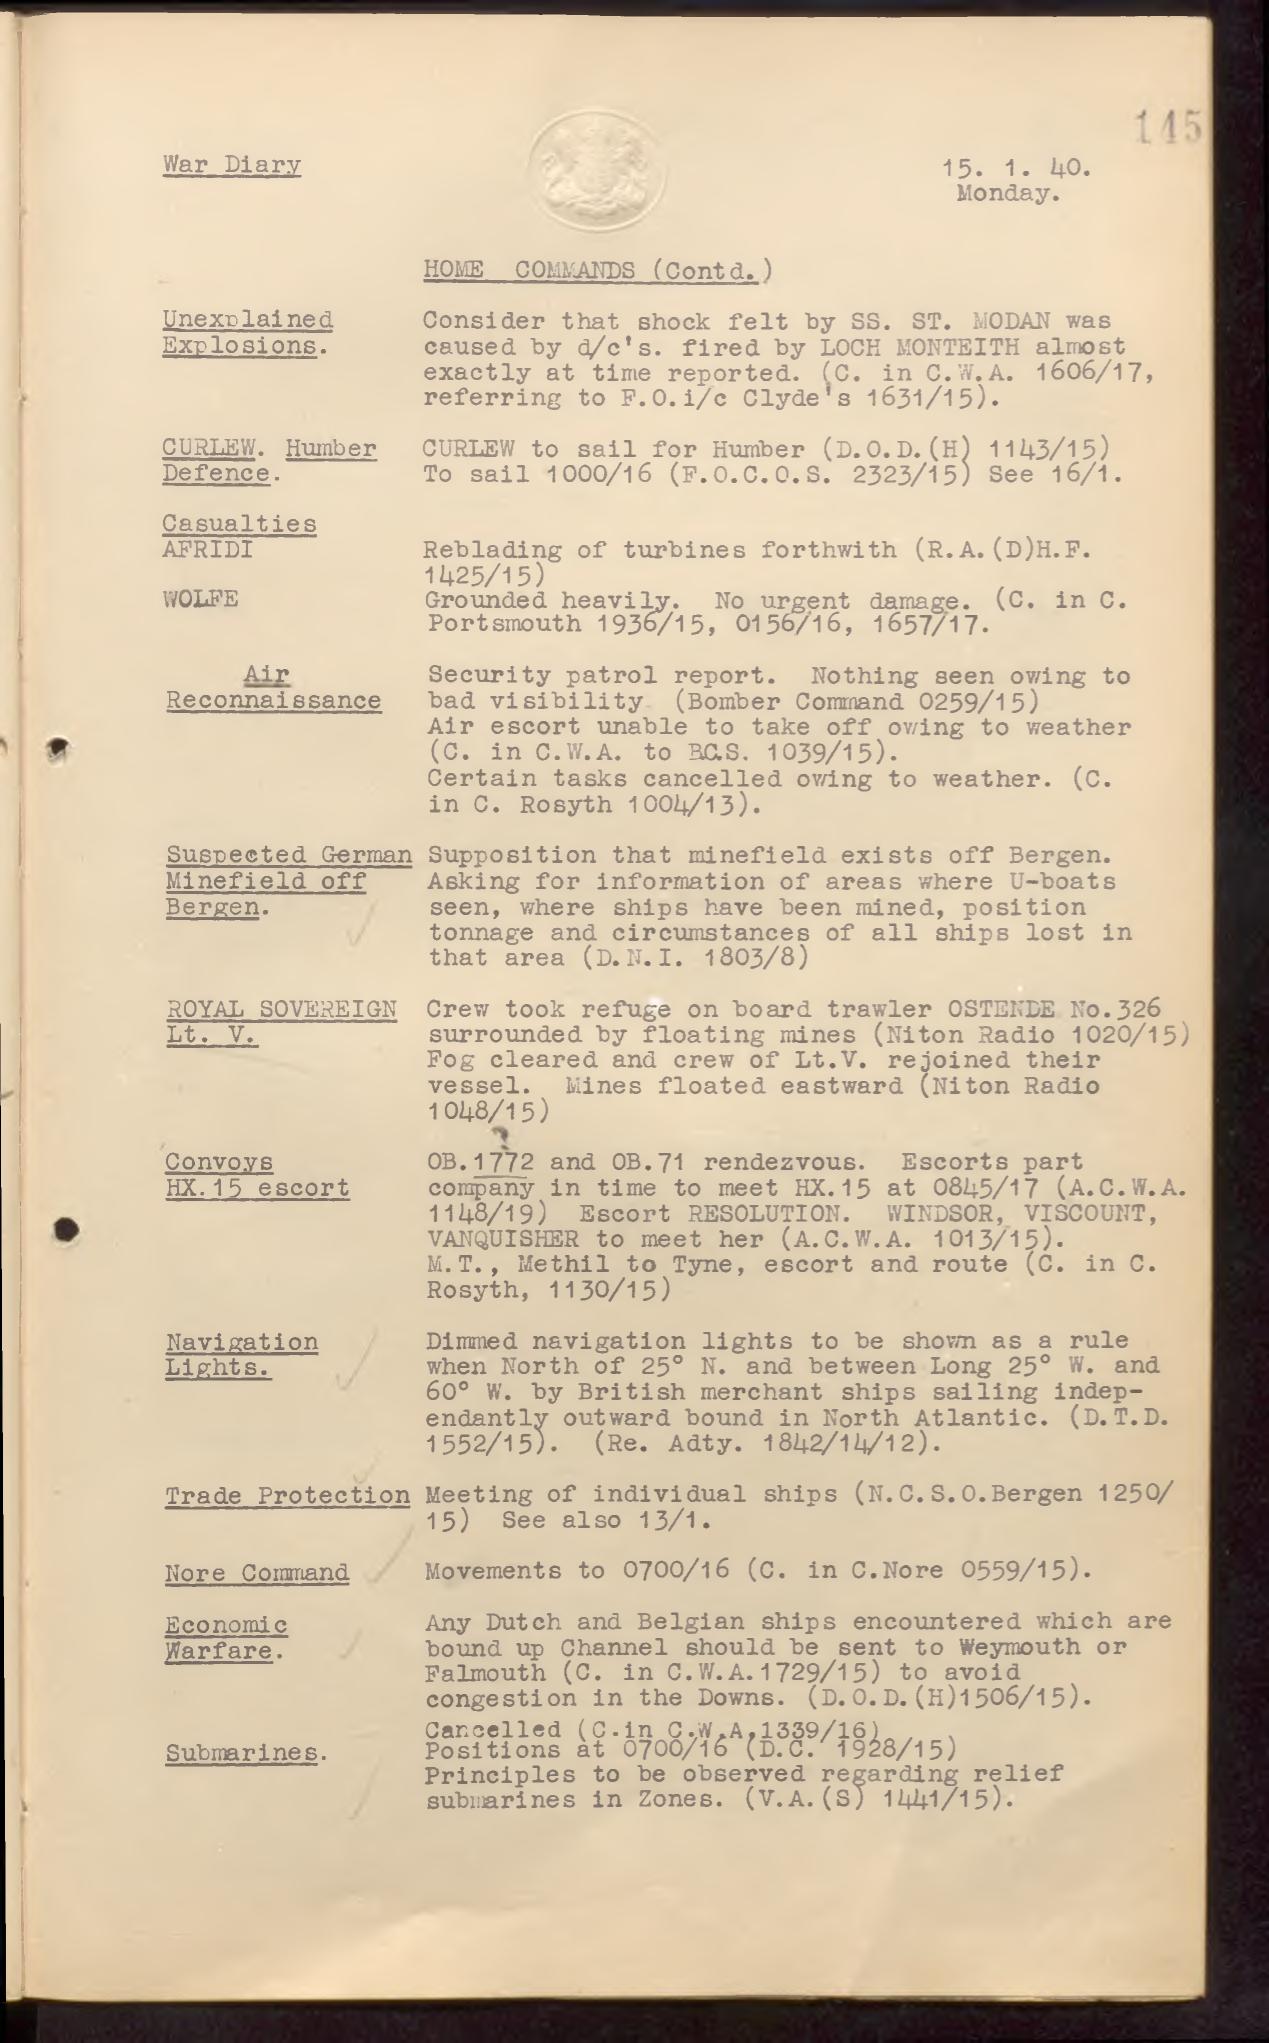 145
War Diary
15. 1. 40.
Monday.
HOME COMMANDS (Contd.)
Unexplained
Explosions.
Consider that shock felt by SS. ST. MODAN was
caused by d/c's. fired by LOCH MONTEITH almost
exactly at time reported. (C. in C.W.A. 1606/17,
referring to F.O.i/c Clyde's 1631/15).
CURLEW. Humber
Defence.
CURLEW to sail for Humber (D.O.D.(H) 1143/15)
To sail 1000/16 (F.O.C.O.S. 2323/15) See 16/1.
Casualties
AFRIDI
Reblading of turbines forthwith (R.A.(D)H.F.
1425/15)
WOLFE
Grounded heavily. No urgent damage. (C. in C.
Portsmouth 1936/15, 0156/16, 1657/17.
Air
Reconnaissance
Security patrol report. Nothing seen owing to
bad visibility (Bomber Command 0259/15)
Air escort unable to take off owing to weather
(C. in C.W.A. to B.C.S. 1039/15).
Certain tasks cancelled owing to weather. (C.
in C. Rosyth 1004/13).
Suspected German
Minefield off
Bergen.
Supposition that minefield exists off Bergen.
Asking for information of areas where U-boats
seen, where ships have been mined, position
tonnage and circumstances of all ships lost in
that area (D.N.I. 1803/8)
ROYAL SOVEREIGN
Lt. V.
Crew took refuge on board trawler OSTENDE No.326
surrounded by floating mines (Niton Radio 1020/15)
Fog cleared and crew of Lt.V. rejoined their
vessel. Mines floated eastward (Niton Radio
1048/15)
?
Convoys
HX.15 escort
OB.1772 and OB.71 rendezvous. Escorts part
company in time to meet HX.15 at 0845/17 (A.C.W.A.
1148/19) Escort RESOLUTION. WINDSOR, VISCOUNT,
VANQUISHER to meet her (A.C.W.A. 1013/15).
M.T., Methil to Tyne, escort and route (C. in C.
Rosyth, 1130/15)
Navigation
Lights.
Dimmed navigation lights to be shown as a rule
when North of 25° N. and between Long 25° W. and
60° W. by British merchant ships sailing indep-
endantly outward bound in North Atlantic. (D.T.D.
1552/15). (Re. Adty. 1842/14/12).
Trade Protection
Meeting of individual ships (N.C.S.O.Bergen 1250/
15) See also 13/1.
Nore Command
Movements to 0700/16 (C. in C.Nore 0559/15).
Economic
Warfare.
Any Dutch and Belgian ships encountered which are
bound up Channel should be sent to Weymouth or
Falmouth (C. in C.W.A.1729/15) to avoid
congestion in the Downs. (D.O.D.(H)1506/15).
Cancelled (C.in C.W.A.1339/16)
Submarines.
Positions at 0700/16 (D.C. 1928/15)
Principles to be observed regarding relief
submarines in Zones. (V.A.(S) 1441/15).